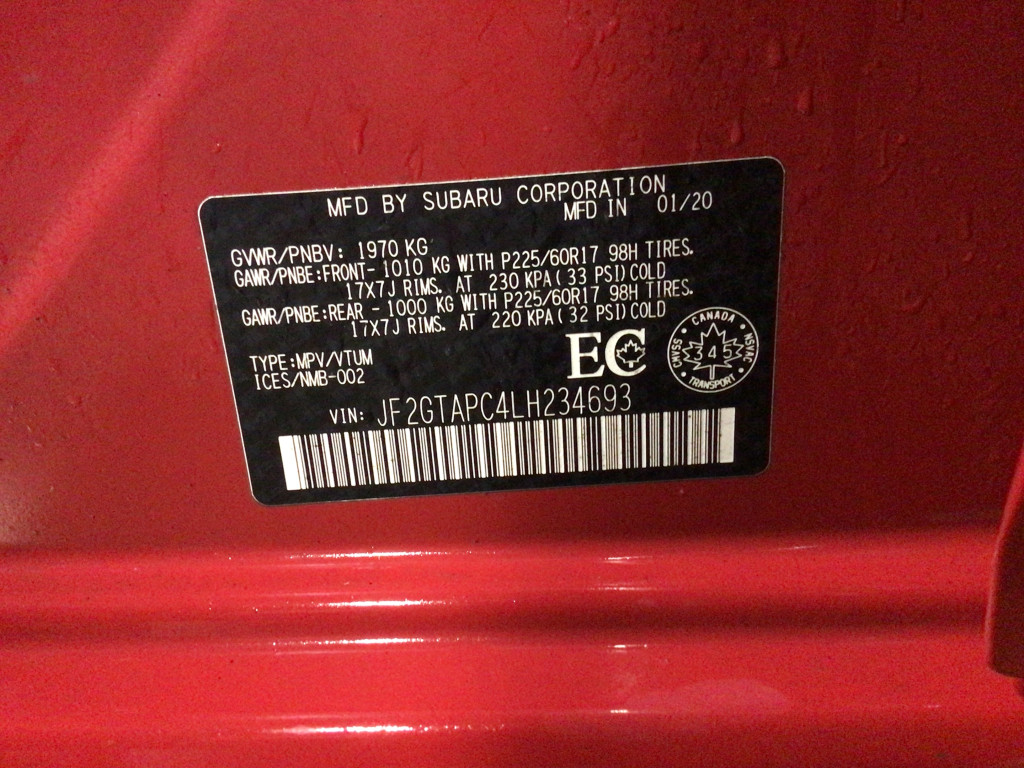 MFD BY SUBARU CORPORATION
MFD IN 01/20
GVWR/PNBV: 1970 KG
GAWR/PNBE:FRONT- 1010 KG WITH P225/60R17 98H TIRES.
17X7J RIMS. AT 230 KPA(33 PSI)COLD
GAWR/PNBE:REAR - 1000 KG WITH P225/60R17 98H TIRES.
17X7J RIMS. AT 220 KPA(32 PSI)COLD
TYPE:MPV/VTUM
ICES/NMB-002
EC
CANADA
NSVAC
TRANSPORT
CMVSS
345
VIN: JF2GTAPC4LH234693